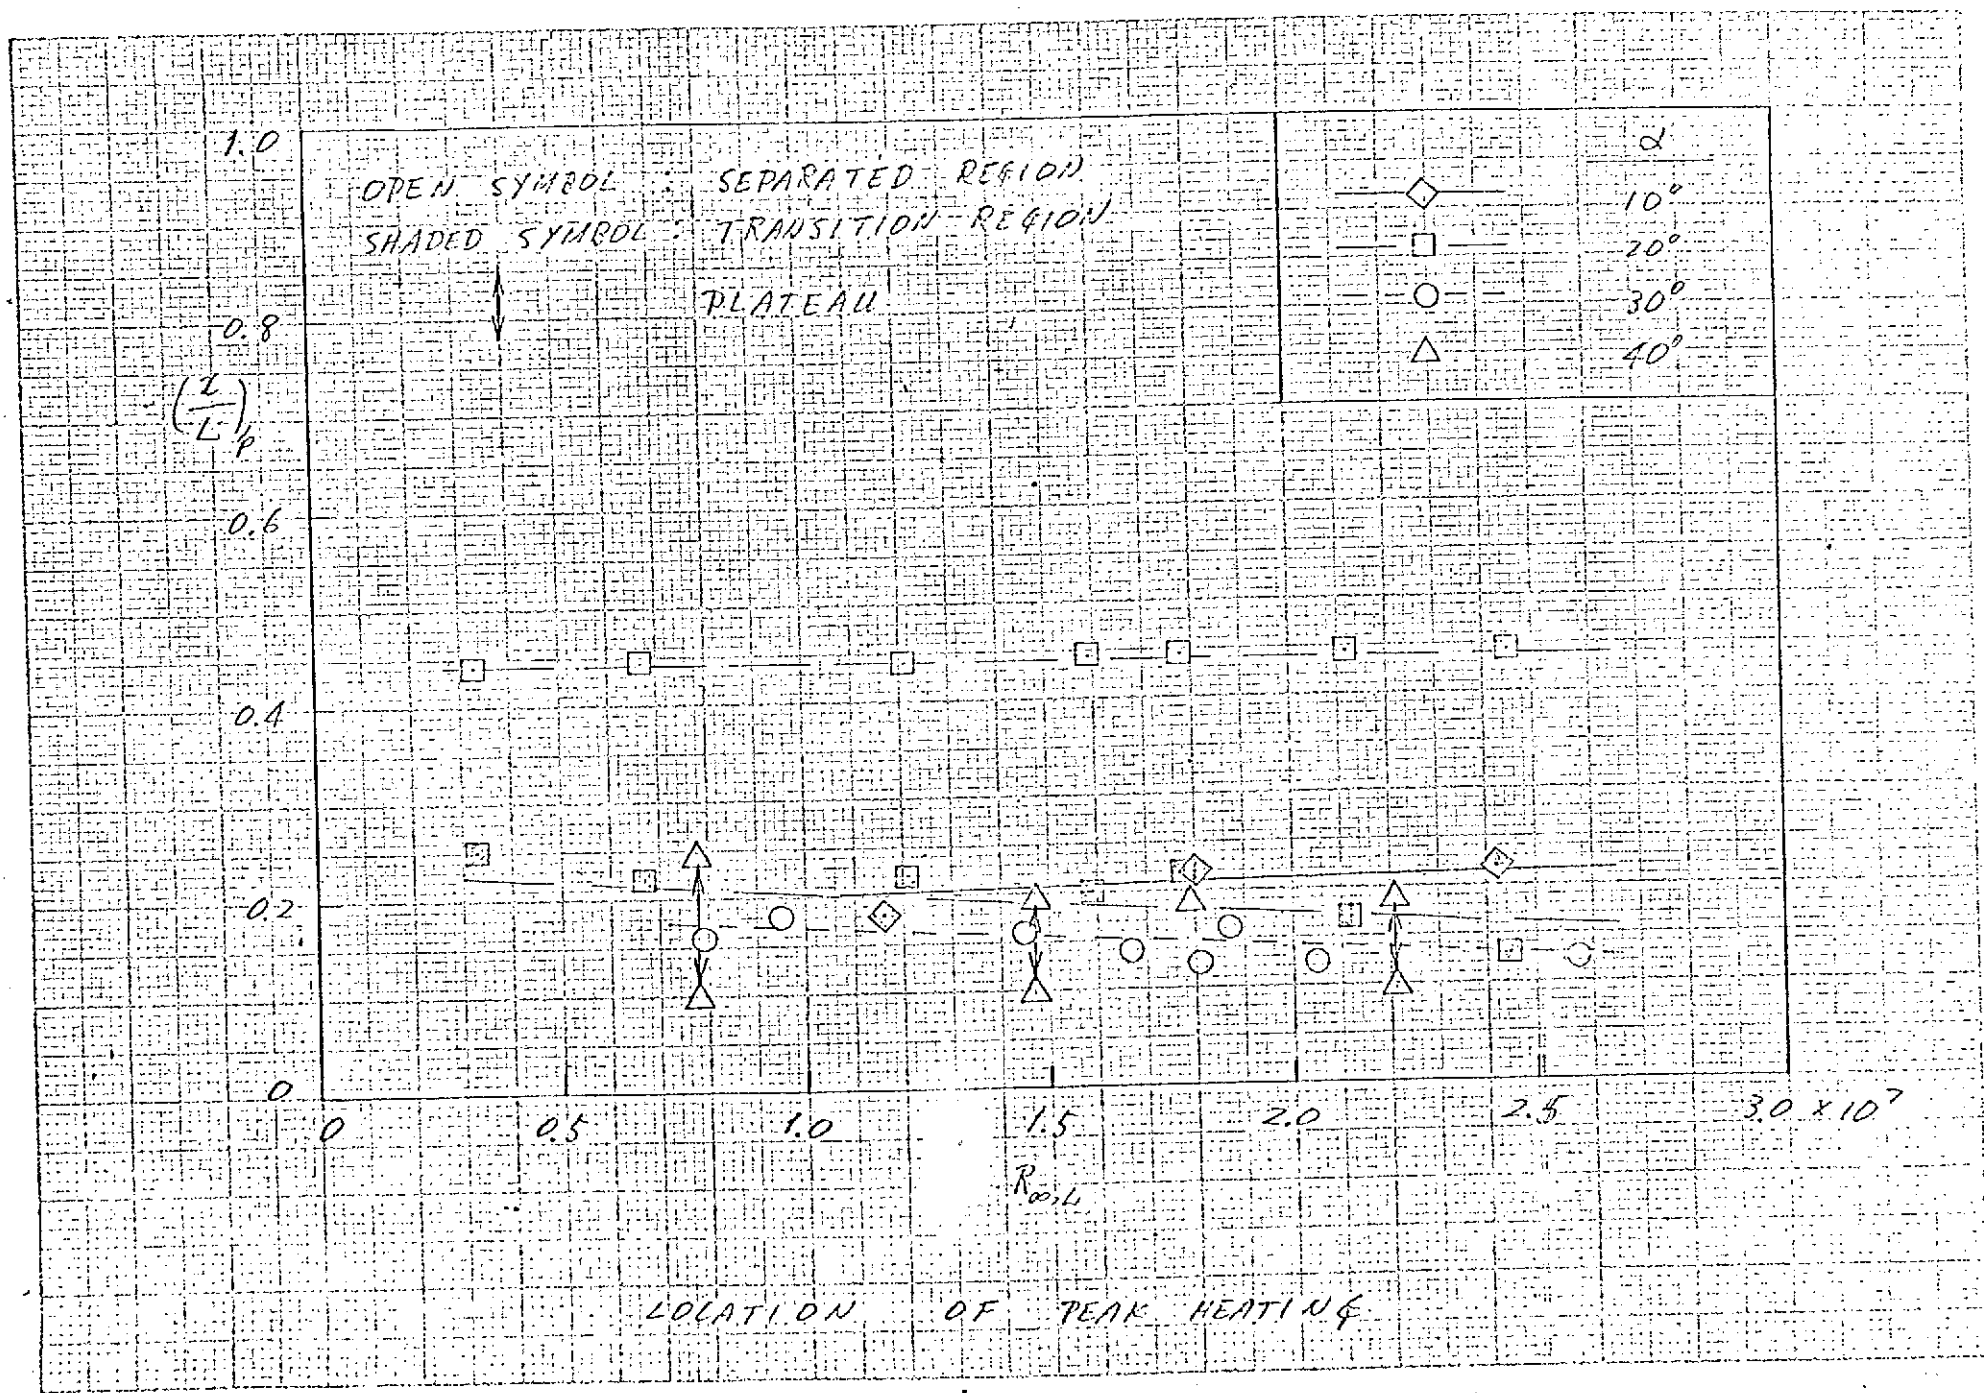 1.0
OPEN SYMBOL : SEPARATED REGION
SHADED SYMBOL : TRANSITION REGION
PLATEAU
α
10°
20°
30°
40°
0.8
0.6
0.4
0.2
0
0 0.5 1.0 1.5 2.0 2.5 3.0 × 10⁷
R∞,L
LOCATION OF PEAK HEATING